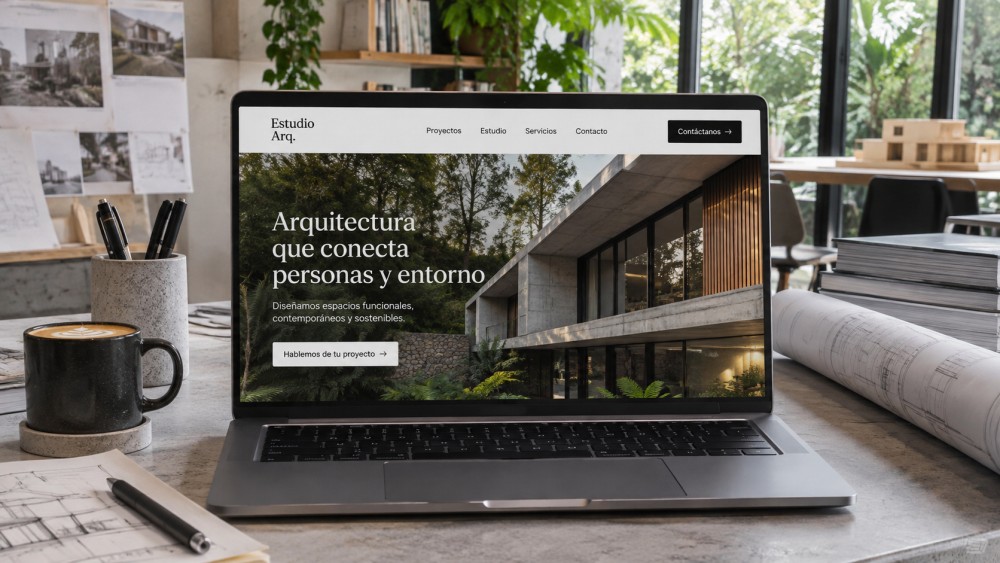 Estudio
Arq.
Proyectos
Estudio
Servicios
Contacto
Contáctanos →
Arquitectura
que conecta
personas y entorno
Diseñamos espacios funcionales,
contemporáneos y sostenibles.
Hablemos de tu proyecto →